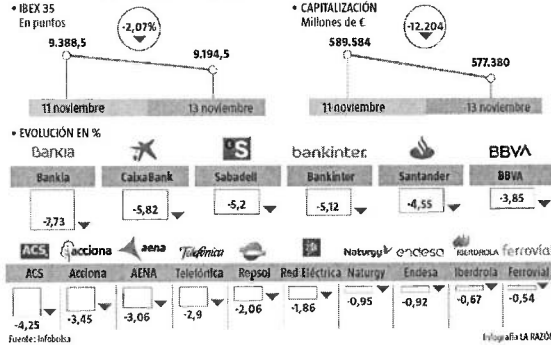 • IBEX 35
En puntos
-2,07%
9.388,5
9.194,5
11 noviembre
13 noviembre
• CAPITALIZACIÓN
Millones de €
-12.204
589.584
577.380
11 noviembre
13 noviembre
• EVOLUCIÓN EN %
Bankia
S
bankinter.
BBVA
Bankia
CaixaBank
Sabadell
Bankinter
Santander
BBVA
-7,73
-5,82
-5,2
-5,12
-4,55
-3,85
ACS
acciona
aena
Telefónica
Naturgy
endesa
IBERDROLA
ferrovial
ACS
Acciona
AENA
Telefónica
Repsol
Red Eléctrica
Naturgy
Endesa
Iberdrola
Ferrovial
-4,25
-3,45
-3,06
-2,9
-2,06
-1,86
-0,95
-0,92
-0,67
-0,54
Fuente: Infobolsa
Infografía LA RAZÓN